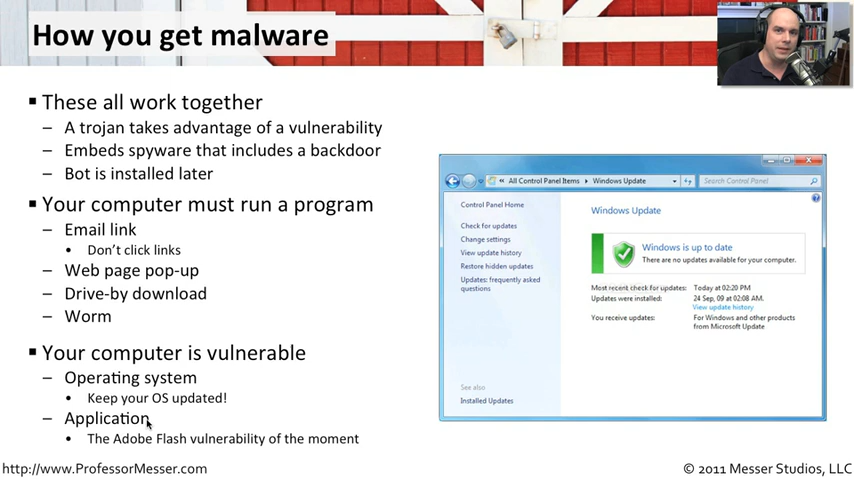 How you get malware
▪ These all work together
– A trojan takes advantage of a vulnerability
– Embeds spyware that includes a backdoor
– Bot is installed later
▪ Your computer must run a program
– Email link
• Don't click links
– Web page pop-up
– Drive-by download
– Worm
▪ Your computer is vulnerable
– Operating system
• Keep your OS updated!
– Application
• The Adobe Flash vulnerability of the moment
« All Control Panel Items ▸ Windows Update
Search Control Panel
Control Panel Home
Check for updates
Change settings
View update history
Restore hidden updates
Updates: frequently asked
questions
See also
Installed Updates
Windows Update
Windows is up to date
There are no updates available for your computer.
Most recent check for updates: Today at 02:20 PM
Updates were installed: 24 Sep, 09 at 02:08 AM.
View update history
You receive updates: For Windows and other products
from Microsoft Update
http://www.ProfessorMesser.com
© 2011 Messer Studios, LLC